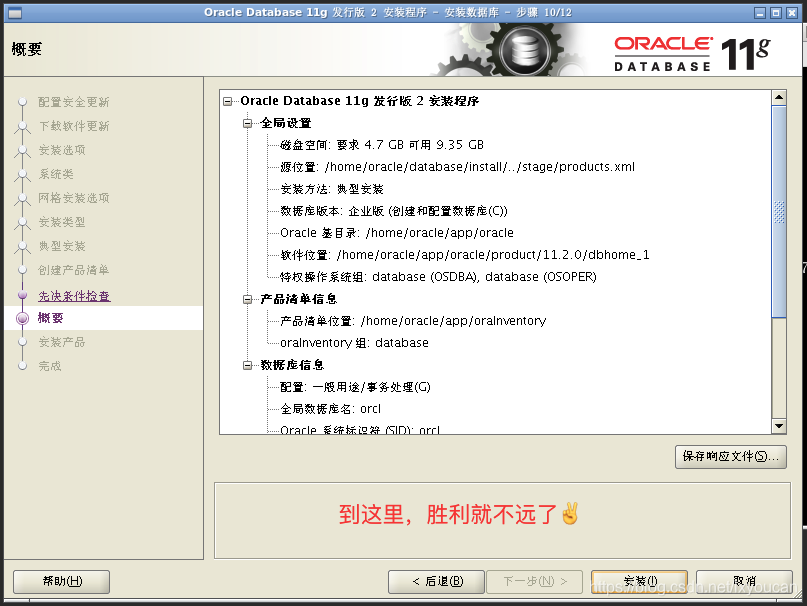 Oracle Database 11g 发行版 2 安装程序 - 安装数据库 - 步骤 10/12
概要
ORACLE
DATABASE
11g
配置安全更新
下载软件更新
安装选项
系统类
网格安装选项
安装类型
典型安装
创建产品清单
先决条件检查
概要
安装产品
完成
Oracle Database 11g 发行版 2 安装程序
全局设置
磁盘空间: 要求 4.7 GB 可用 9.35 GB
源位置: /home/oracle/database/install/../stage/products.xml
安装方法: 典型安装
数据库版本: 企业版 (创建和配置数据库(C))
Oracle 基目录: /home/oracle/app/oracle
软件位置: /home/oracle/app/oracle/product/11.2.0/dbhome_1
特权操作系统组: database (OSDBA), database (OSOPER)
产品清单信息
产品清单位置: /home/oracle/app/oraInventory
oraInventory 组: database
数据库信息
配置: 一般用途/事务处理(G)
全局数据库名: orcl
Oracle 系统标识符 (SID): orcl
保存响应文件(S)...
到这里，胜利就不远了✌
帮助(H)
< 后退(B)
下一步(N) >
安装(I)
取消